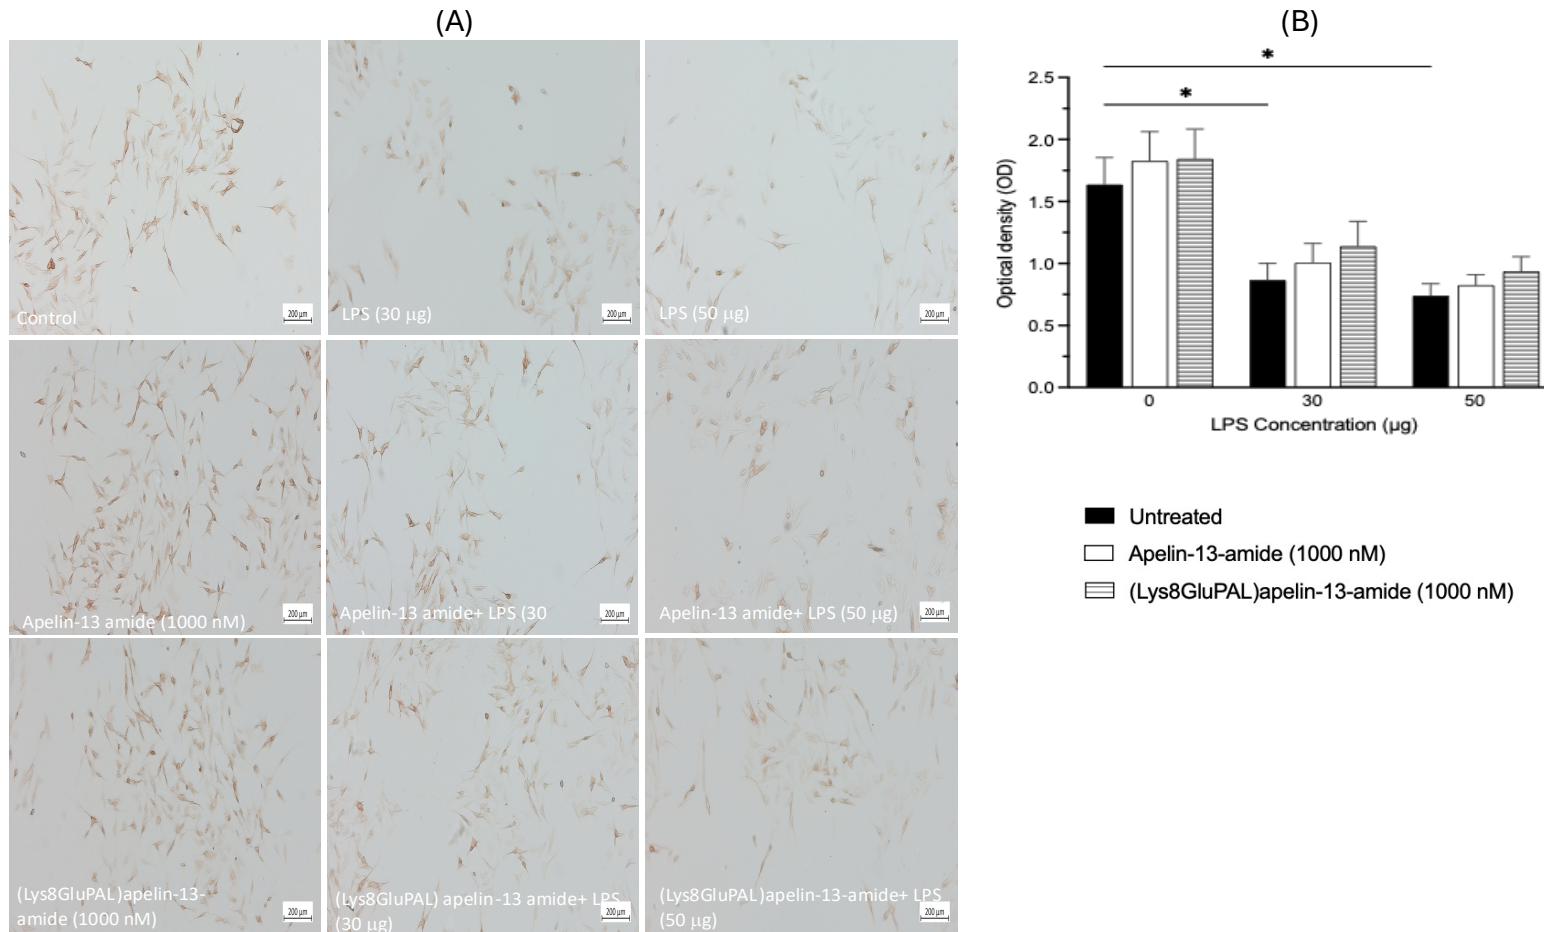 (A)
(B)
Control
200 µm
LPS (30 µg)
200 µm
LPS (50 µg)
200 µm
Apelin-13 amide (1000 nM)
200 µm
Apelin-13 amide+ LPS (30
200 µm
Apelin-13 amide+ LPS (50 µg)
200 µm
(Lys8GluPAL)apelin-13-
amide (1000 nM)
200 µm
(Lys8GluPAL) apelin-13 amide+ LPS
(30 µg)
200 µm
(Lys8GluPAL)apelin-13-amide+ LPS
(50 µg)
200 µm
*
*
2.5
2.0
1.5
1.0
0.5
0.0
Optical density (OD)
0
30
50
LPS Concentration (µg)
Untreated
Apelin-13-amide (1000 nM)
(Lys8GluPAL)apelin-13-amide (1000 nM)